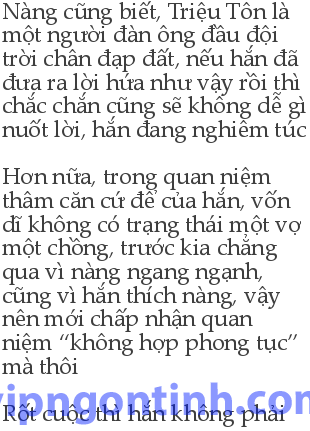 Nàng cũng biết, Triệu Tôn là
một người đàn ông đầu đội
trời chân đạp đất, nếu hắn đã
đưa ra lời hứa như vậy rồi thì
chắc chắn cũng sẽ không dễ gì
nuốt lời, hắn đang nghiêm túc
Hơn nữa, trong quan niệm
thâm căn cứ đế của hắn, vốn
dĩ không có trạng thái một vợ
một chồng, trước kia chẳng
qua vì nàng ngang ngạnh,
cũng vì hắn thích nàng, vậy
nên mới chấp nhận quan
niệm “không hợp phong tục”
mà thôi
vipngontinh.com
Rốt cuộc thì hắn không phải